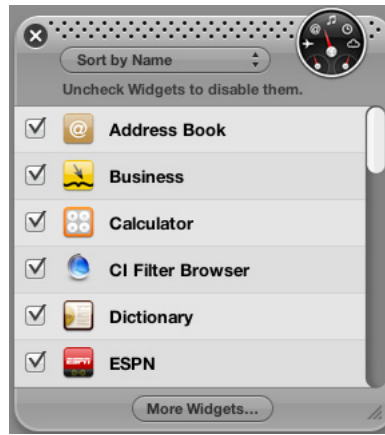 Sort by Name
Uncheck Widgets to disable them.
Address Book
Business
Calculator
CI Filter Browser
Dictionary
ESPN
More Widgets...